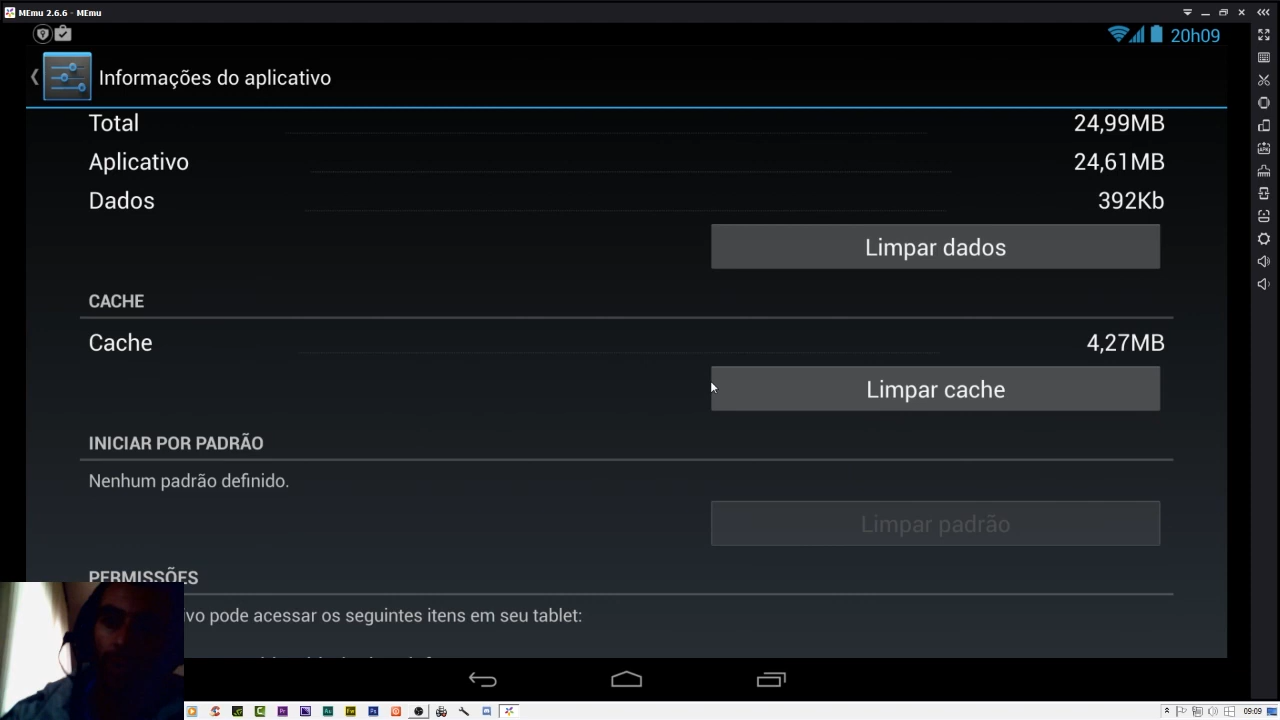 MEmu 2.6.6 - MEmu
20h09
Informações do aplicativo
Total 24,99MB
Aplicativo 24,61MB
Dados 392Kb
Limpar dados
CACHE
Cache 4,27MB
Limpar cache
INICIAR POR PADRÃO
Nenhum padrão definido.
Limpar padrão
PERMISSÕES
ivo pode acessar os seguintes itens em seu tablet:
09:09